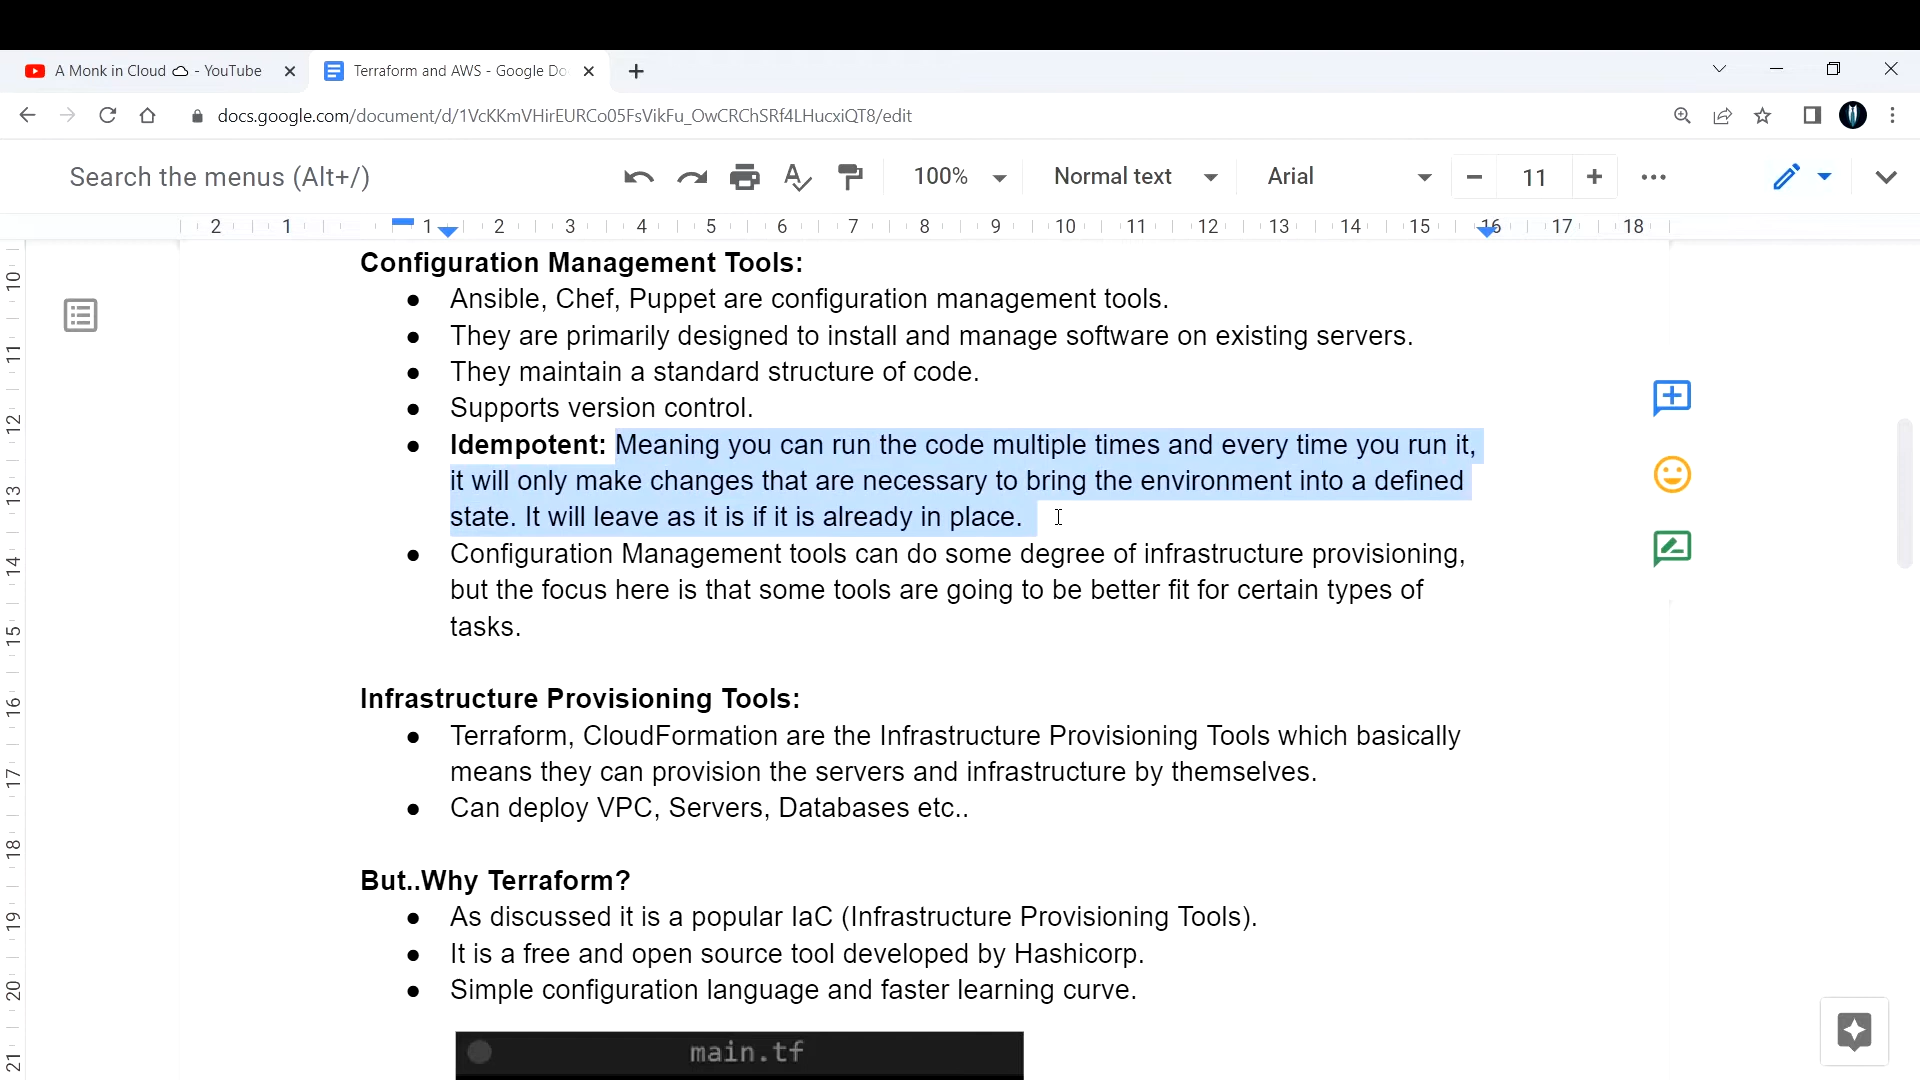 A Monk in Cloud - YouTube
Terraform and AWS - Google Do
docs.google.com/document/d/1VcKKmVHirEURCo05FsVikFu_OwCRChSRf4LHucxiQT8/edit
Search the menus (Alt+/) 100% Normal text Arial 11
2 1 1 2 3 4 5 6 7 8 9 10 11 12 13 14 15 16 17 18
Configuration Management Tools:
● Ansible, Chef, Puppet are configuration management tools.
● They are primarily designed to install and manage software on existing servers.
● They maintain a standard structure of code.
● Supports version control.
● Idempotent: Meaning you can run the code multiple times and every time you run it,
it will only make changes that are necessary to bring the environment into a defined
state. It will leave as it is if it is already in place.
● Configuration Management tools can do some degree of infrastructure provisioning,
but the focus here is that some tools are going to be better fit for certain types of
tasks.
Infrastructure Provisioning Tools:
● Terraform, CloudFormation are the Infrastructure Provisioning Tools which basically
means they can provision the servers and infrastructure by themselves.
● Can deploy VPC, Servers, Databases etc..
But..Why Terraform?
● As discussed it is a popular IaC (Infrastructure Provisioning Tools).
● It is a free and open source tool developed by Hashicorp.
● Simple configuration language and faster learning curve.
main.tf
10
11
12
13
14
15
16
17
18
19
20
21